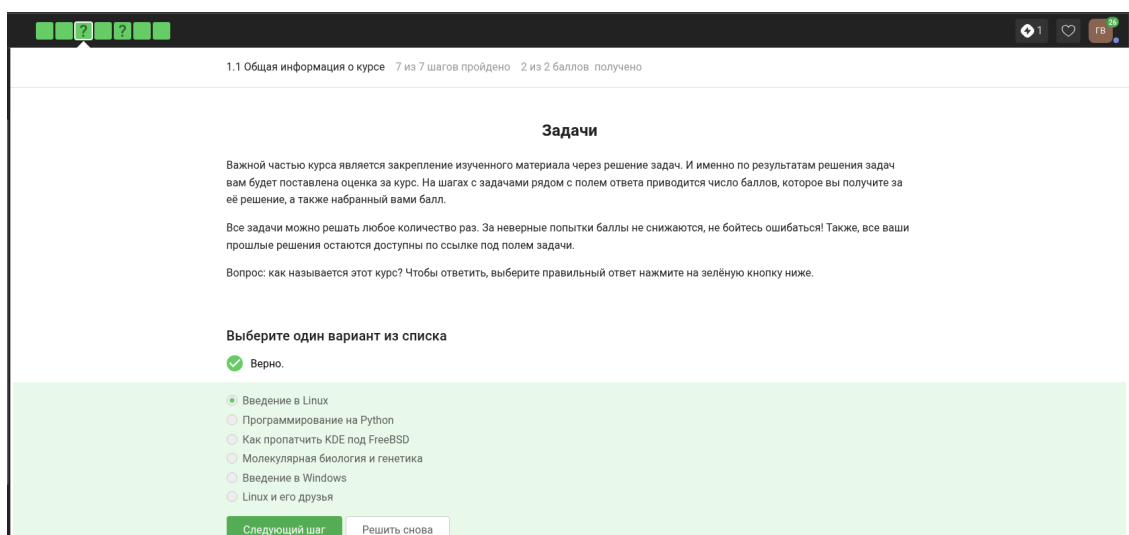 ? ?
1
ГВ
26
1.1 Общая информация о курсе 7 из 7 шагов пройдено 2 из 2 баллов получено
Задачи
Важной частью курса является закрепление изученного материала через решение задач. И именно по результатам решения задач
вам будет поставлена оценка за курс. На шагах с задачами рядом с полем ответа приводится число баллов, которое вы получите за
её решение, а также набранный вами балл.
Все задачи можно решать любое количество раз. За неверные попытки баллы не снижаются, не бойтесь ошибаться! Также, все ваши
прошлые решения остаются доступны по ссылке под полем задачи.
Вопрос: как называется этот курс? Чтобы ответить, выберите правильный ответ нажмите на зелёную кнопку ниже.
Выберите один вариант из списка
Верно.
Введение в Linux
Программирование на Python
Как пропатчить KDE под FreeBSD
Молекулярная биология и генетика
Введение в Windows
Linux и его друзья
Следующий шаг Решить снова